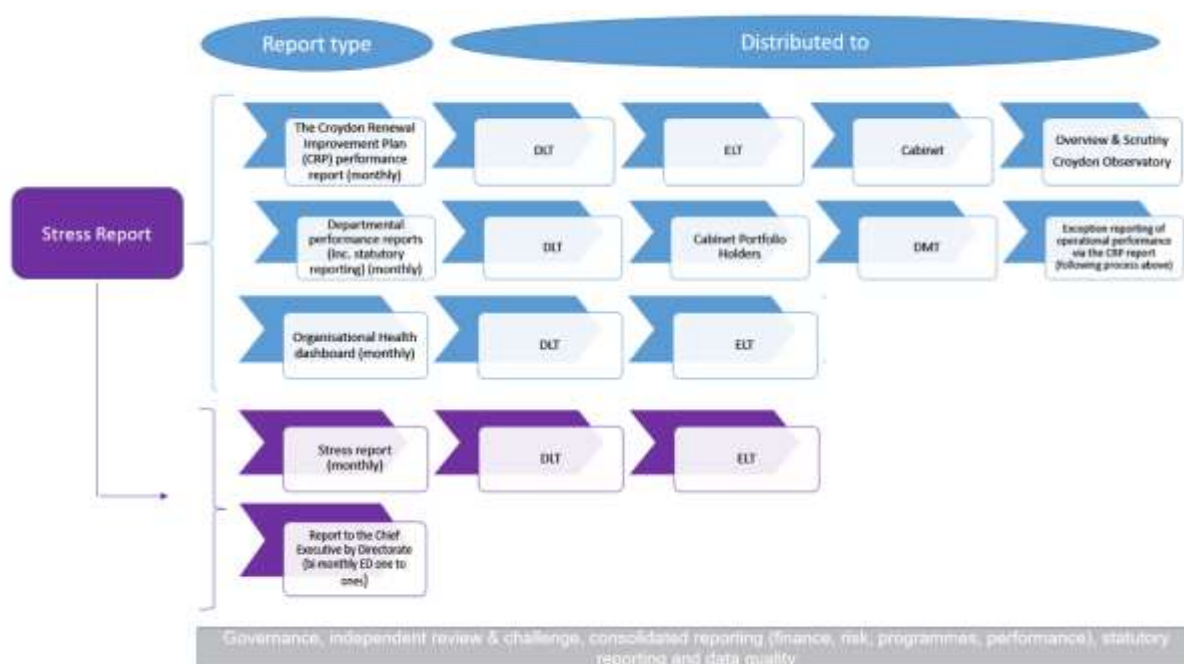 Report type
Distributed to
The Croydon Renewal
Improvement Plan
(CRP) performance
report (monthly)
DLT
ELT
Cabinet
Overview & Scrutiny
Croydon Observatory
Stress Report
Departmental
performance reports
(inc. statutory
reporting) (monthly)
DLT
Cabinet Portfolio
Holders
DMT
Exception reporting of
operational performance
via the CRP report
(following process above)
Organisational Health
dashboard (monthly)
DLT
ELT
Stress report
(monthly)
DLT
ELT
Report to the Chief
Executive by Directorate
(bi monthly ED one to
ones)
Governance, independent review & challenge, consolidated reporting (finance, risk, programmes, performance), statutory
reporting and data quality